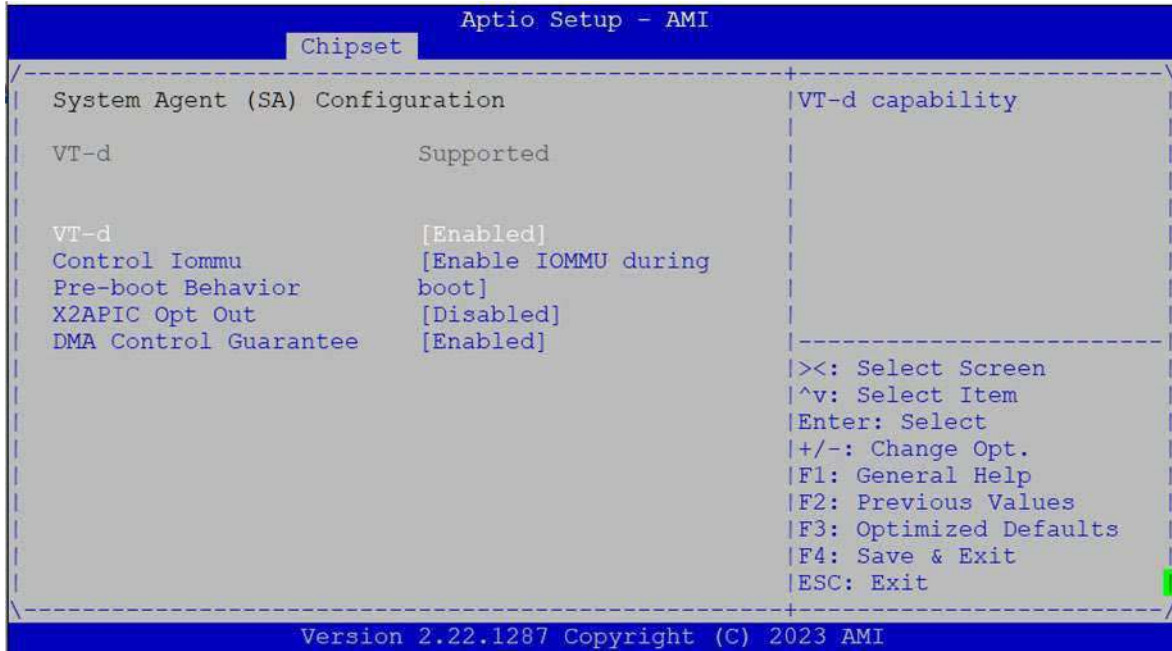 Aptio Setup - AMI
Chipset
System Agent (SA) Configuration
VT-d Supported
VT-d [Enabled]
Control Iommu [Enable IOMMU during
Pre-boot Behavior boot]
X2APIC Opt Out [Disabled]
DMA Control Guarantee [Enabled]
VT-d capability
><: Select Screen
^v: Select Item
Enter: Select
+/-: Change Opt.
F1: General Help
F2: Previous Values
F3: Optimized Defaults
F4: Save & Exit
ESC: Exit
Version 2.22.1287 Copyright (C) 2023 AMI